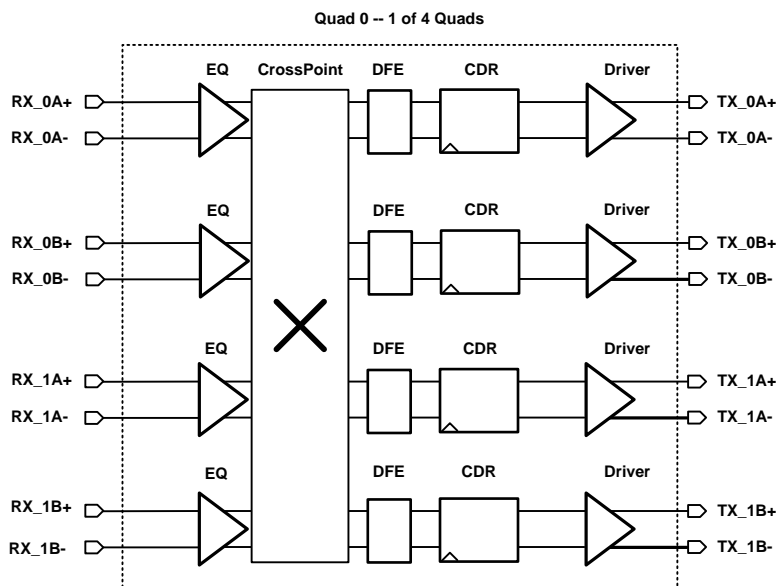 Quad 0 -- 1 of 4 Quads
EQ CrossPoint DFE CDR Driver
RX_0A+ TX_0A+
RX_0A- TX_0A-
EQ DFE CDR Driver
RX_0B+ TX_0B+
RX_0B- TX_0B-
EQ DFE CDR Driver
RX_1A+ TX_1A+
RX_1A- TX_1A-
EQ DFE CDR Driver
RX_1B+ TX_1B+
RX_1B- TX_1B-